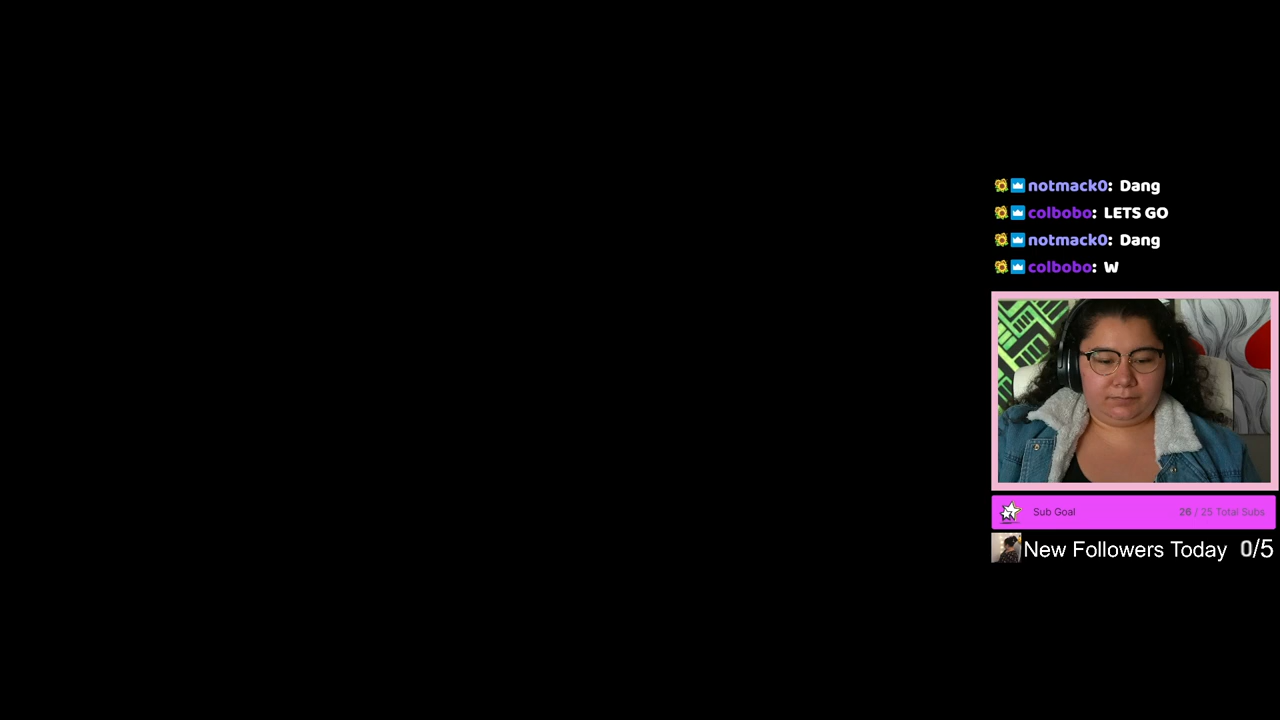 notmack0: Dang
colbobo: LETS GO
notmack0: Dang
colbobo: W
Sub Goal 26 / 25 Total Subs
New Followers Today 0/5